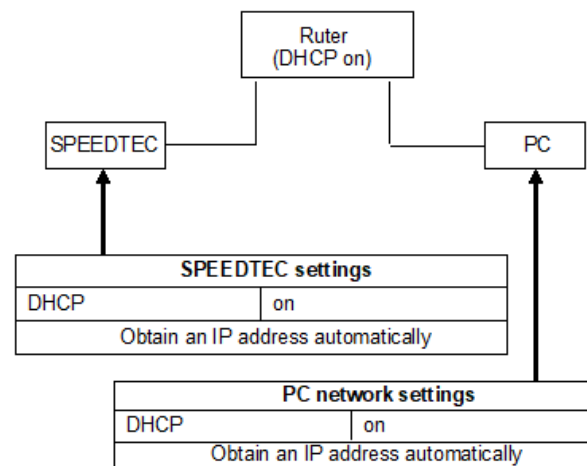 Ruter
(DHCP on)
SPEEDTEC
PC
SPEEDTEC settings
DHCP on
Obtain an IP address automatically
PC network settings
DHCP on
Obtain an IP address automatically